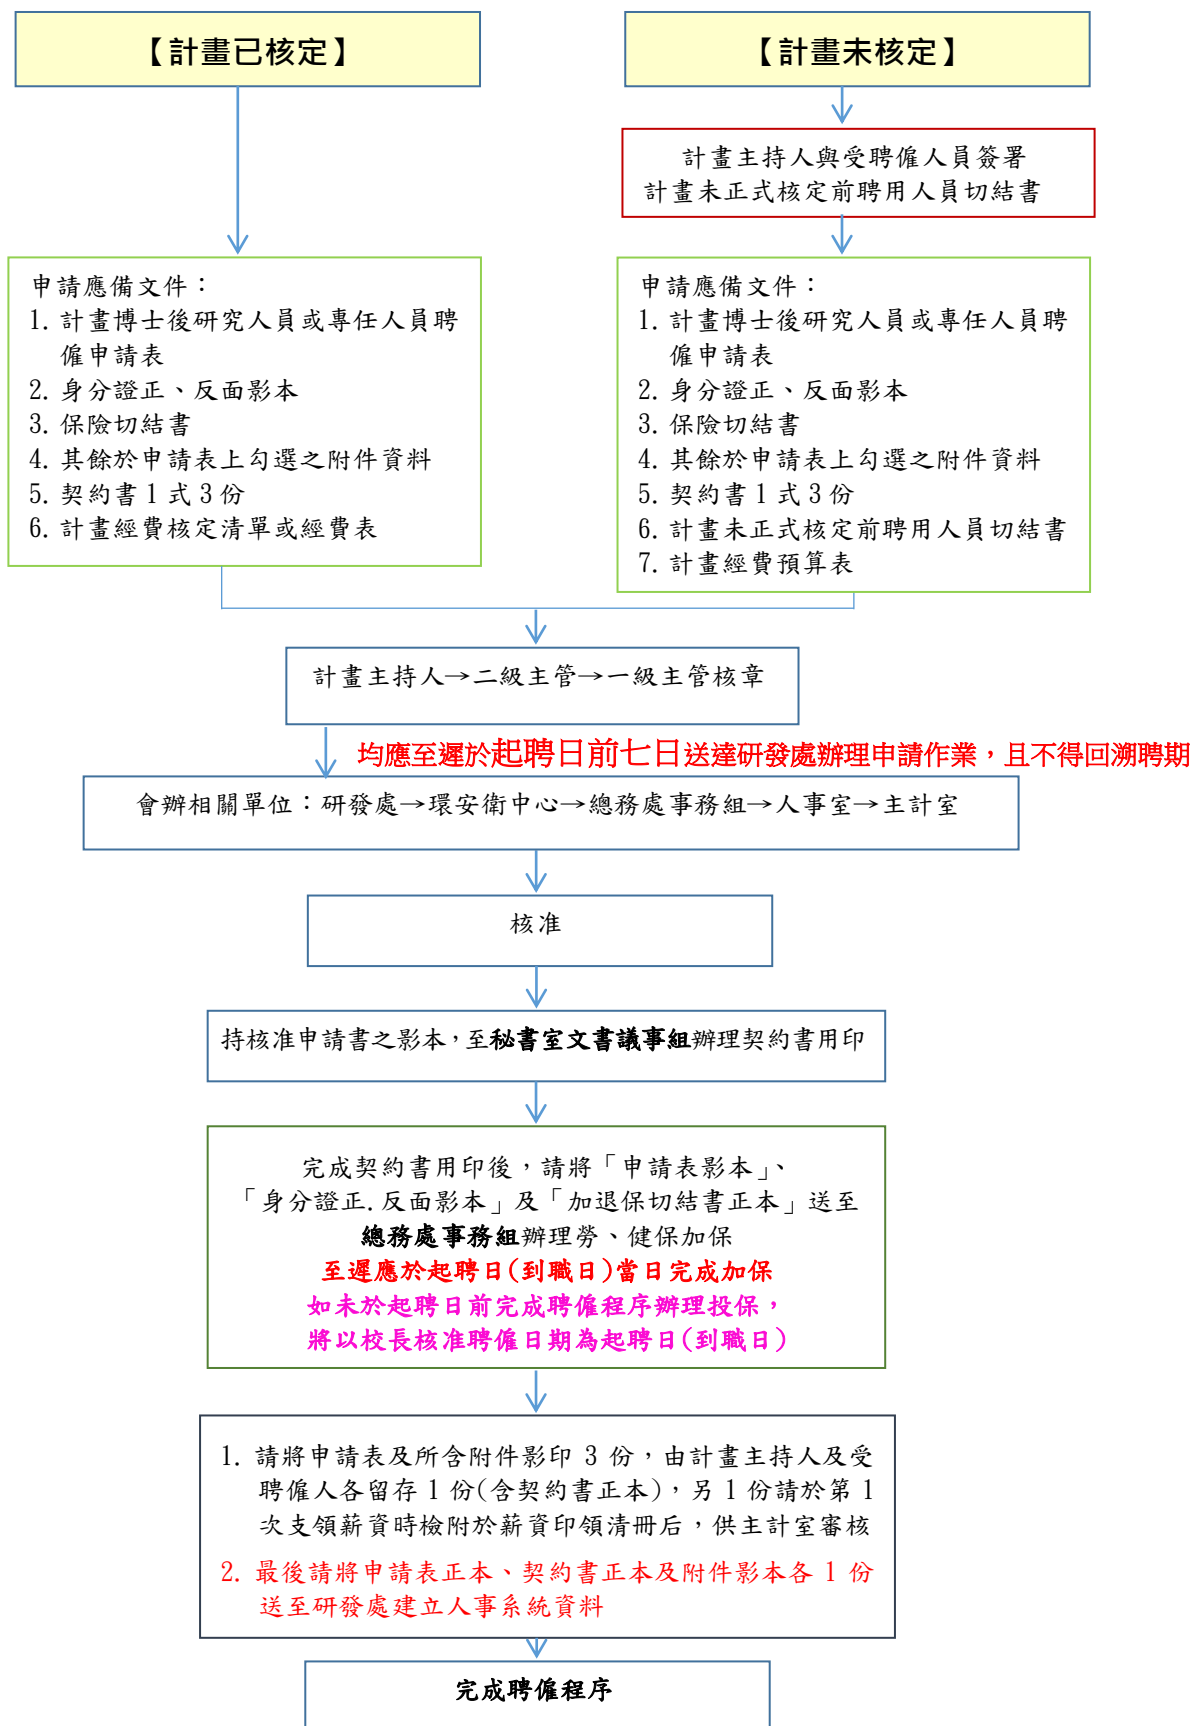 【計畫已核定】
【計畫未核定】
計畫主持人與受聘僱人員簽署
計畫未正式核定前聘用人員切結書
申請應備文件：
1. 計畫博士後研究人員或專任人員聘
僱申請表
2. 身分證正、反面影本
3. 保險切結書
4. 其餘於申請表上勾選之附件資料
5. 契約書 1 式 3 份
6. 計畫經費核定清單或經費表
申請應備文件：
1. 計畫博士後研究人員或專任人員聘
僱申請表
2. 身分證正、反面影本
3. 保險切結書
4. 其餘於申請表上勾選之附件資料
5. 契約書 1 式 3 份
6. 計畫未正式核定前聘用人員切結書
7. 計畫經費預算表
計畫主持人→二級主管→一級主管核章
均應至遲於起聘日前七日送達研發處辦理申請作業，且不得回溯聘期
會辦相關單位：研發處→環安衛中心→總務處事務組→人事室→主計室
核准
持核准申請書之影本，至秘書室文書議事組辦理契約書用印
完成契約書用印後，請將「申請表影本」、
「身分證正.反面影本」及「加退保切結書正本」送至
總務處事務組辦理勞、健保加保
至遲應於起聘日(到職日)當日完成加保
如未於起聘日前完成聘僱程序辦理投保，
將以校長核准聘僱日期為起聘日(到職日)
1. 請將申請表及所含附件影印 3 份，由計畫主持人及受
聘僱人各留存 1 份(含契約書正本)，另 1 份請於第 1
次支領薪資時檢附於薪資印領清冊后，供主計室審核
2. 最後請將申請表正本、契約書正本及附件影本各 1 份
送至研發處建立人事系統資料
完成聘僱程序